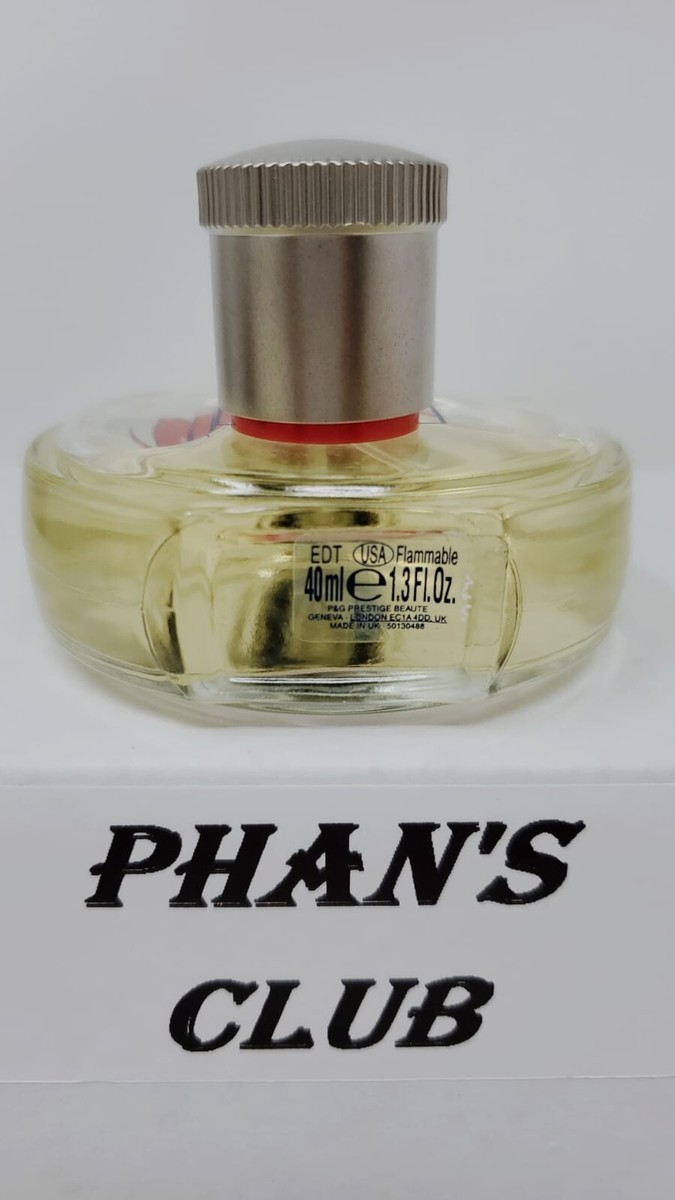 EDT USA Flammable
40ml e 1.3 Fl.Oz.
P&G PRESTIGE BEAUTE
GENEVA · LONDON EC1A 4DD, UK
MADE IN UK · 50130488
PHAN'S
CLUB